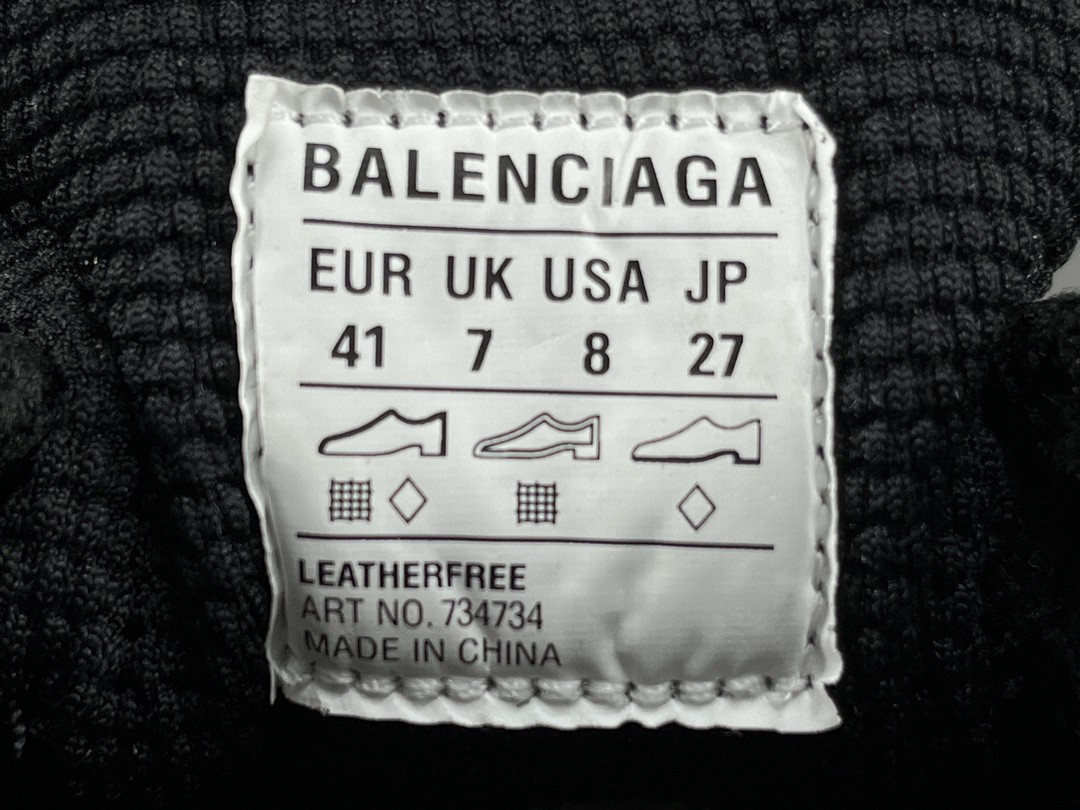 BALENCIAGA
EUR UK USA JP
41 7 8 27
LEATHERFREE
ART NO. 734734
MADE IN CHINA